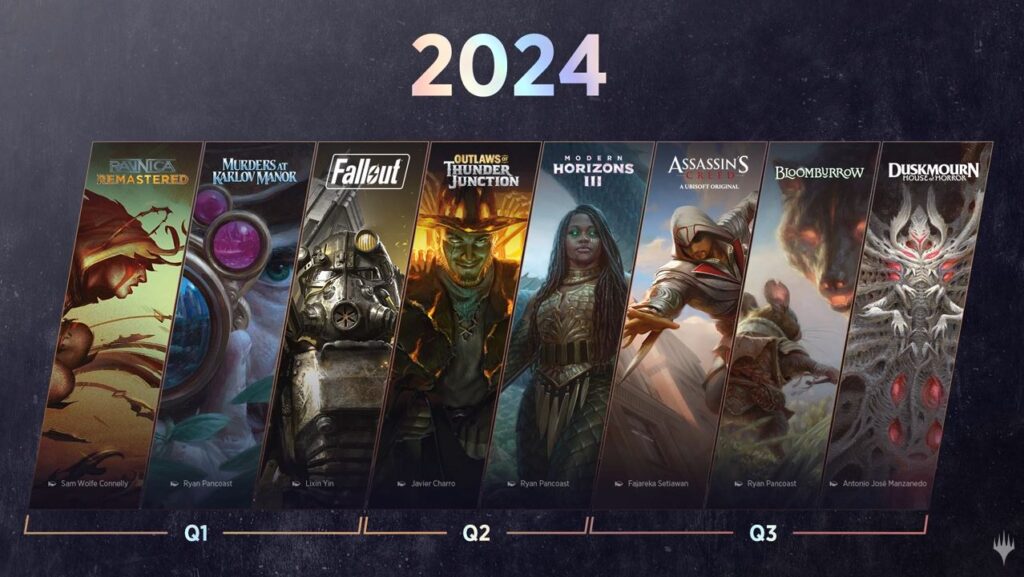 2024
RAVNICA
REMASTERED
MURDERS AT
KARLOV MANOR
Fallout
OUTLAWS OF
THUNDER
JUNCTION
MODERN
HORIZONS
III
ASSASSIN'S
CREED
A UBISOFT ORIGINAL
BLOOMBURROW
DUSKMOURN
HOUSE OF HORROR
Sam Wolfe Connelly
Ryan Pancoast
Lixin Yin
Javier Charro
Ryan Pancoast
Fajareka Setiawan
Ryan Pancoast
Antonio José Manzanedo
Q1
Q2
Q3